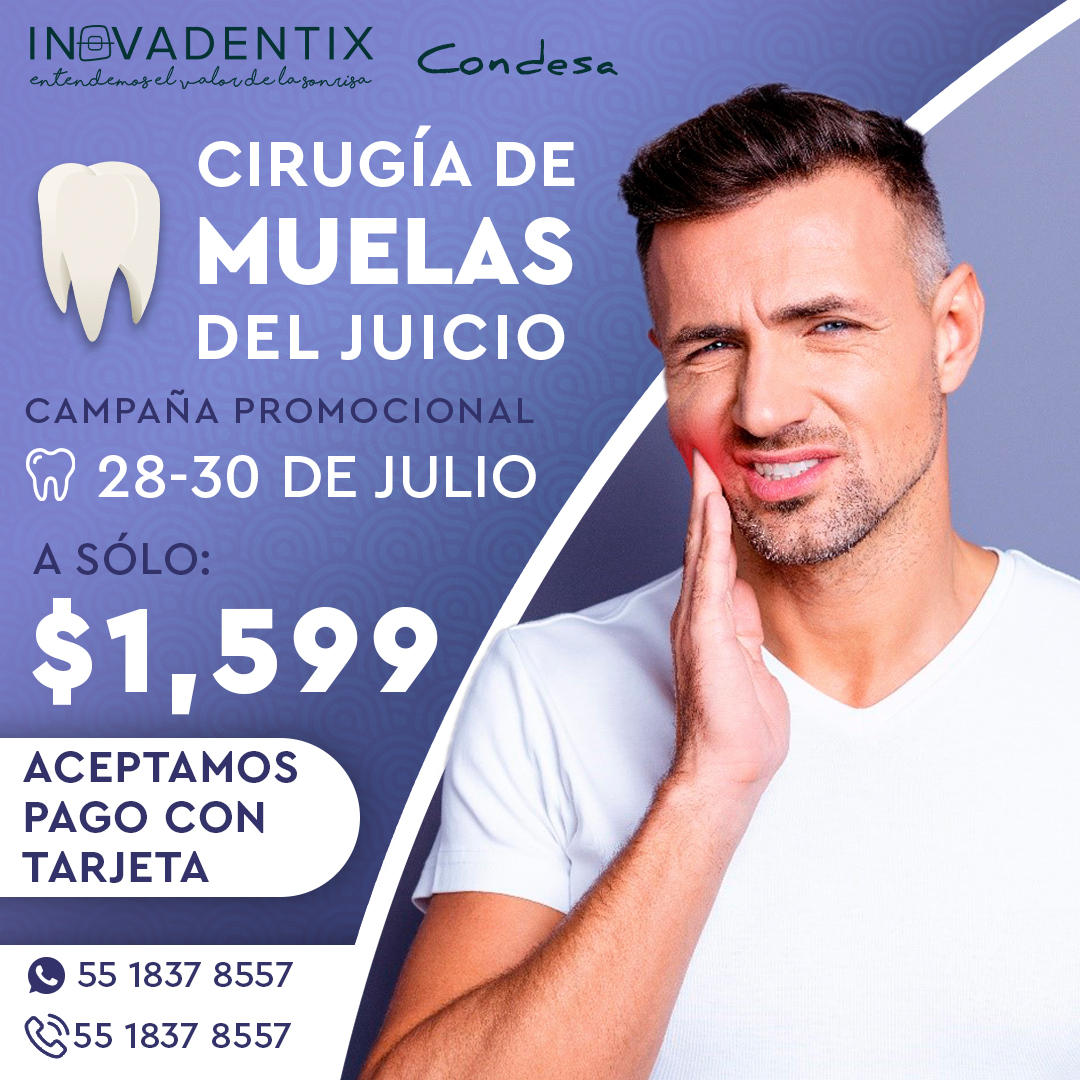 INOVADENTIX
entendemos el valor de la sonrisa
Condesa
CIRUGÍA DE
MUELAS
DEL JUICIO
CAMPAÑA PROMOCIONAL
28-30 DE JULIO
A SÓLO:
$1,599
ACEPTAMOS
PAGO CON
TARJETA
55 1837 8557
55 1837 8557